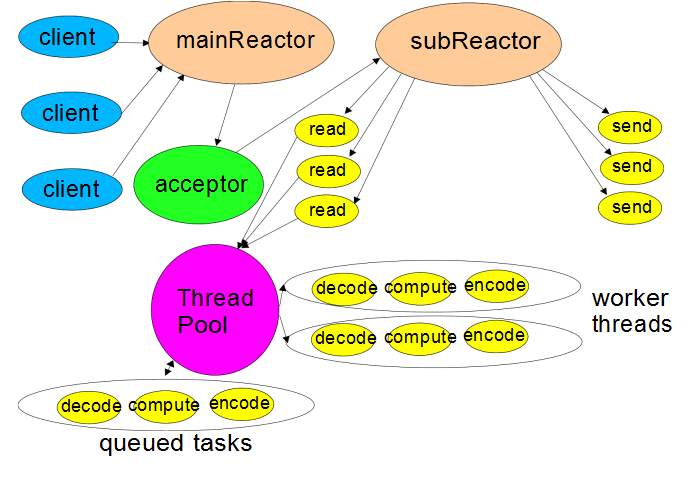 client
mainReactor
subReactor
client
client
acceptor
read
read
read
send
send
send
Thread
Pool
decode compute encode
decode compute encode
worker
threads
decode compute encode
queued tasks